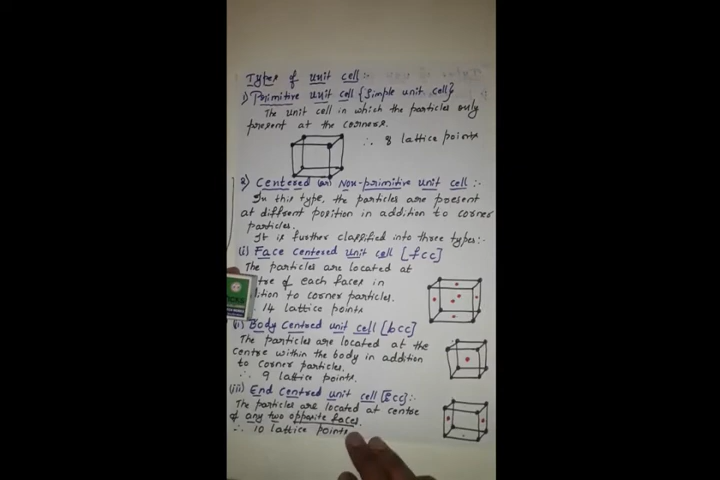 Types of unit cell:-
1) Primitive unit cell {Simple unit cell}
The unit cell in which the particles only
present at the corners.
∴ 8 lattice points
2) Centered (or) Non-primitive unit cell :-
In this type, the particles are present
at different position in addition to corner
particles.
It is further classified into three types:-
(i) Face centered unit cell [fcc]
The particles are located at
of each faces in
to corner particles.
14 lattice points
Body Centred unit cell [bcc]
The particles are located at the
centre within the body in addition
to corner particles.
∴ 9 lattice points.
(iii) End Centred unit cell [Ecc]:-
The particles are located at centre
of any two opposite faces.
∴ 10 lattice points